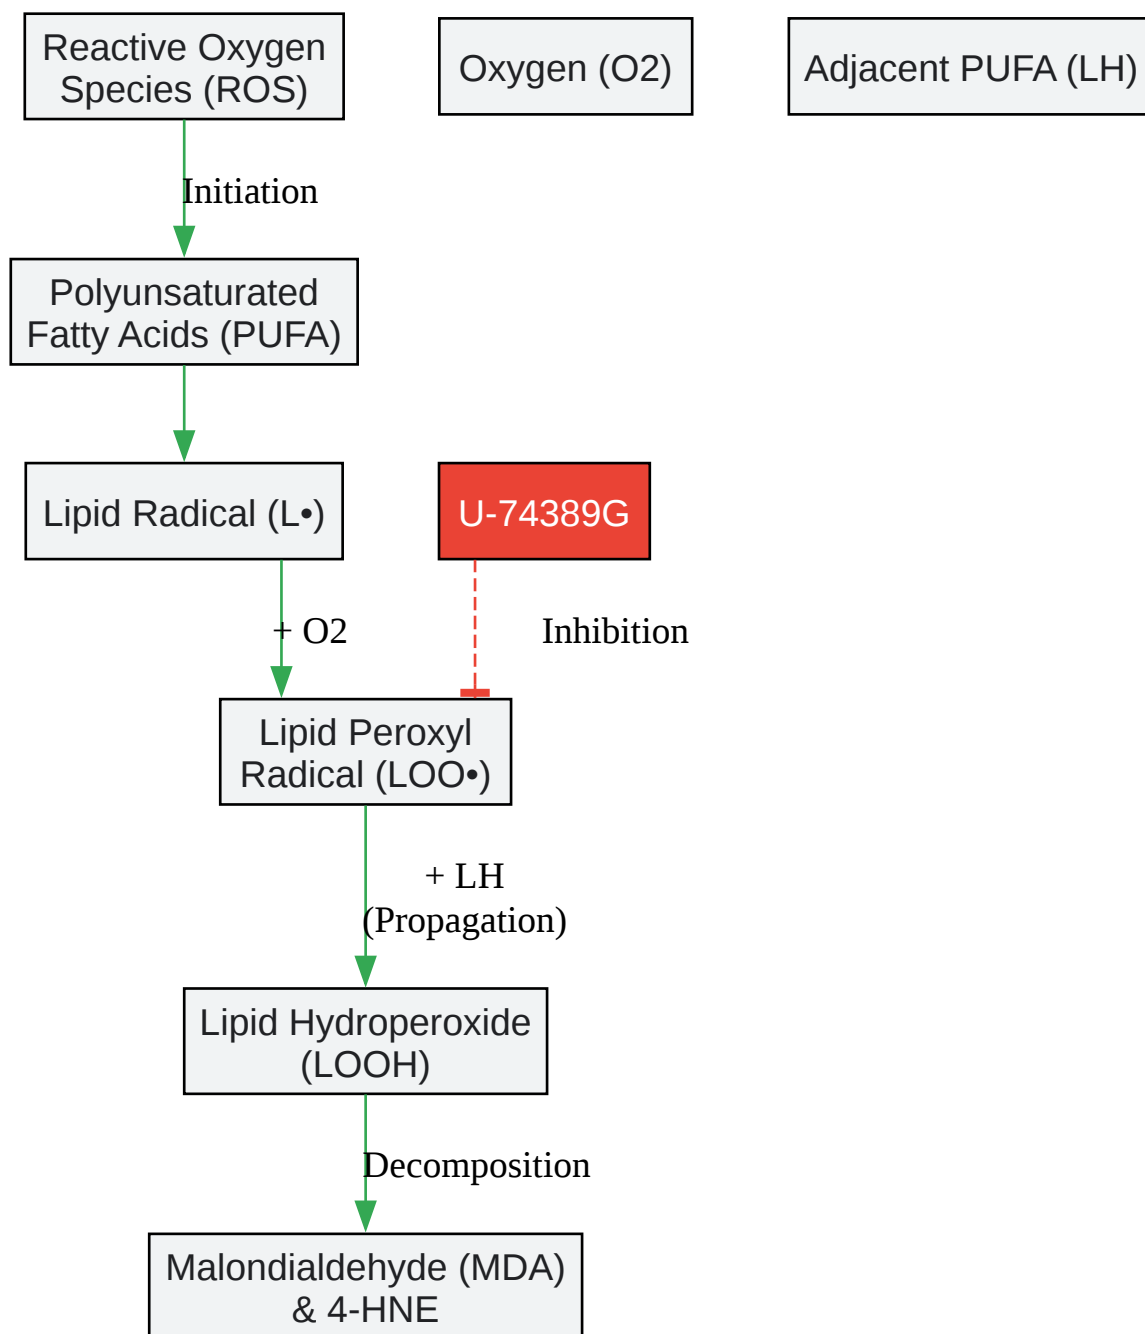 Reactive Oxygen
Species (ROS)
Oxygen (O2)
Adjacent PUFA (LH)
Initiation
Polyunsaturated
Fatty Acids (PUFA)
Lipid Radical (L•)
U-74389G
+ O2
Inhibition
Lipid Peroxyl
Radical (LOO•)
+ LH
(Propagation)
Lipid Hydroperoxide
(LOOH)
Decomposition
Malondialdehyde (MDA)
& 4-HNE